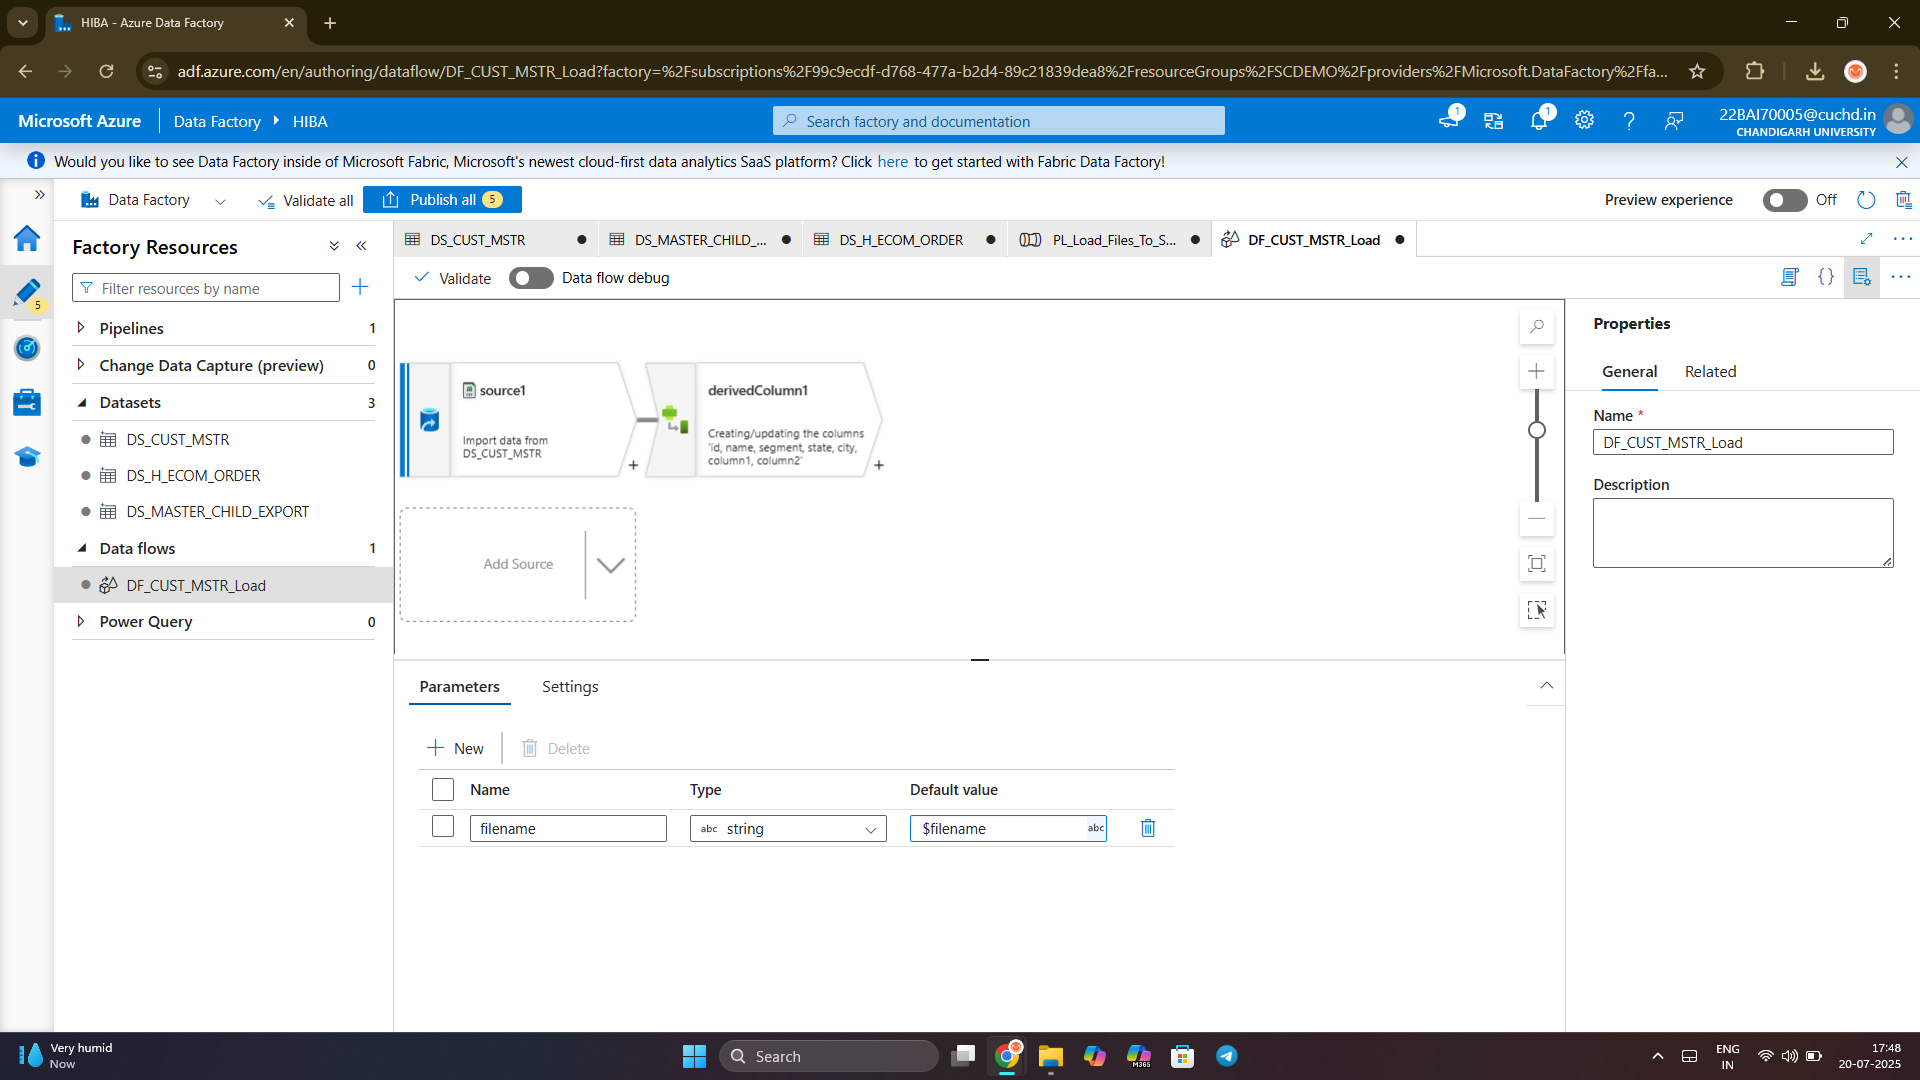 HIBA - Azure Data Factory
adf.azure.com/en/authoring/dataflow/DF_CUST_MSTR_Load?factory=%2Fsubscriptions%2F99c9ecdf-d768-477a-b2d4-89c21839dea8%2FresourceGroups%2FSCDEMO%2Fproviders%2FMicrosoft.DataFactory%2Ffa...
Microsoft Azure
Data Factory
HIBA
Search factory and documentation
1
1
22BAI70005@cuchd.in
CHANDIGARH UNIVERSITY
Would you like to see Data Factory inside of Microsoft Fabric, Microsoft's newest cloud-first data analytics SaaS platform? Click here to get started with Fabric Data Factory!
Data Factory
Validate all
Publish all 5
Preview experience
Off
Factory Resources
Filter resources by name
5
Pipelines 1
Change Data Capture (preview) 0
Datasets 3
DS_CUST_MSTR
DS_H_ECOM_ORDER
DS_MASTER_CHILD_EXPORT
Data flows 1
DF_CUST_MSTR_Load
Power Query 0
DS_CUST_MSTR
DS_MASTER_CHILD_...
DS_H_ECOM_ORDER
PL_Load_Files_To_S...
DF_CUST_MSTR_Load
Validate
Data flow debug
source1
Import data from
DS_CUST_MSTR
derivedColumn1
Creating/updating the columns
'id, name, segment, state, city,
column1, column2'
Add Source
Properties
General
Related
Name *
DF_CUST_MSTR_Load
Description
Parameters
Settings
New
Delete
Name
Type
Default value
filename
abc string
$filename
abc
Very humid
Now
Search
M365
ENG
IN
17:48
20-07-2025